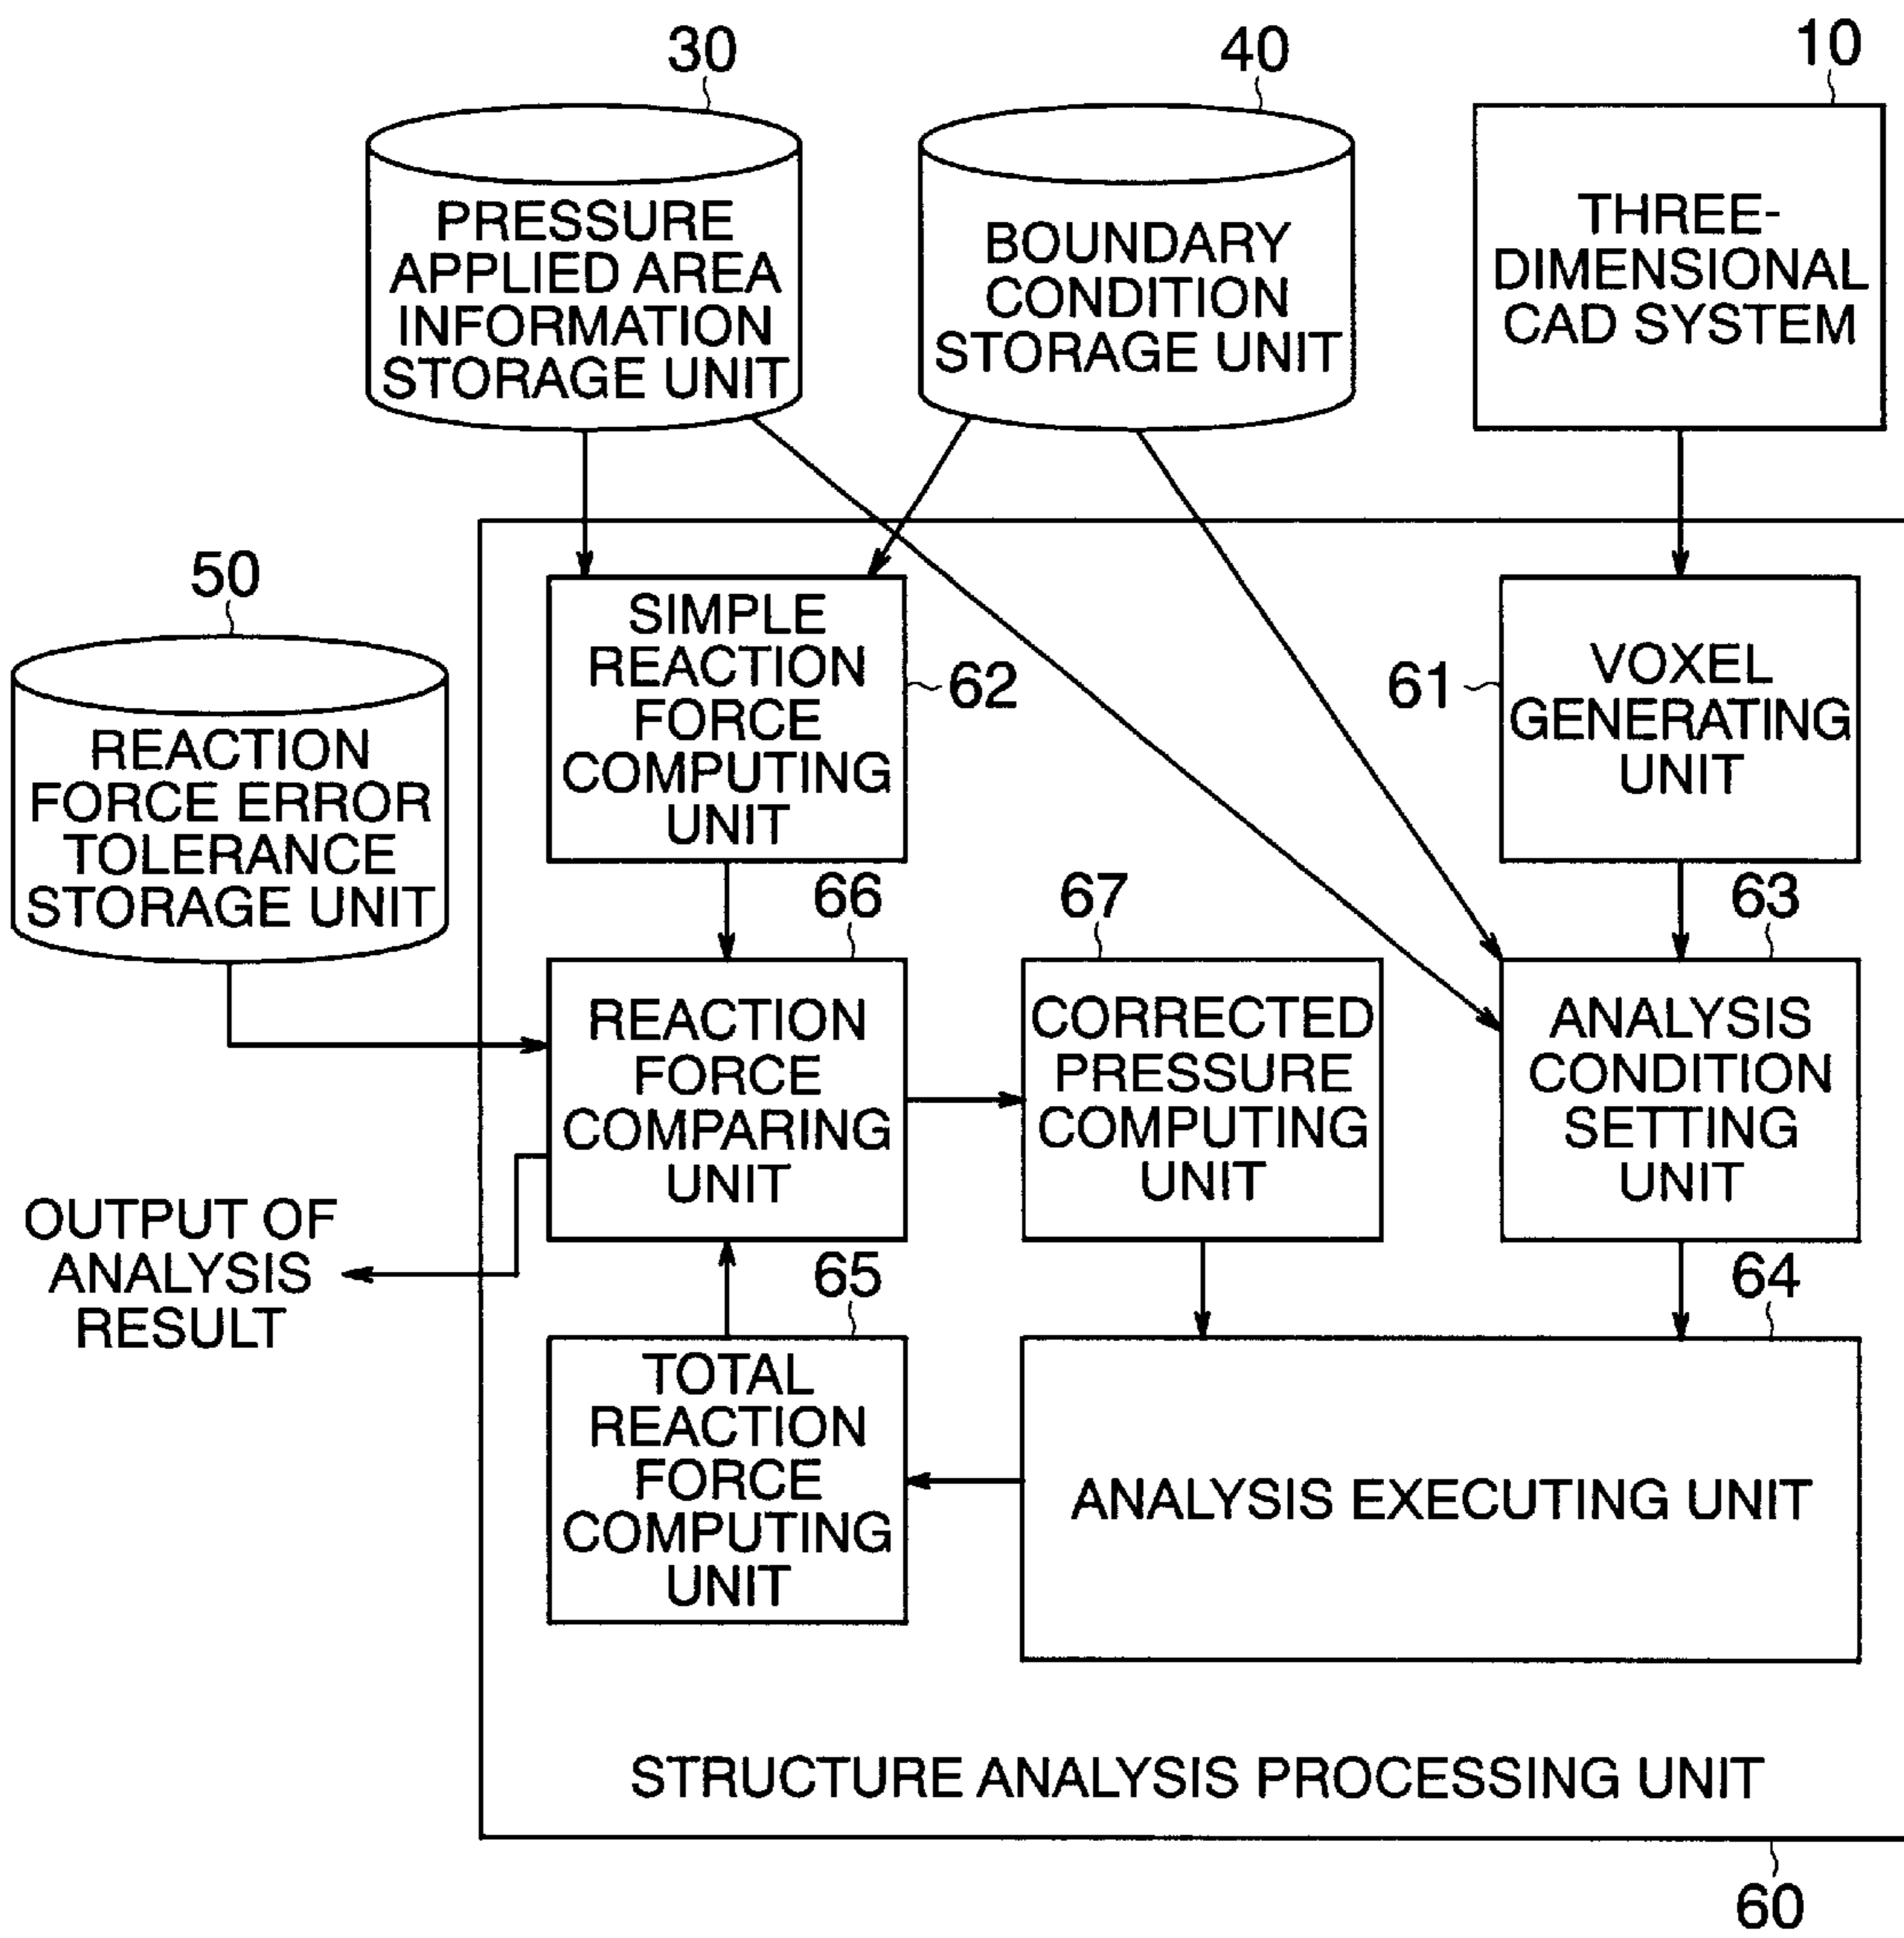 30
40
10
PRESSURE
APPLIED AREA
INFORMATION
STORAGE UNIT
BOUNDARY
CONDITION
STORAGE UNIT
THREE-
DIMENSIONAL
CAD SYSTEM
50
REACTION
FORCE ERROR
TOLERANCE
STORAGE UNIT
SIMPLE
REACTION
FORCE
COMPUTING
UNIT
62
61
VOXEL
GENERATING
UNIT
66
67
63
REACTION
FORCE
COMPARING
UNIT
CORRECTED
PRESSURE
COMPUTING
UNIT
ANALYSIS
CONDITION
SETTING
UNIT
OUTPUT OF
ANALYSIS
RESULT
65
64
TOTAL
REACTION
FORCE
COMPUTING
UNIT
ANALYSIS EXECUTING UNIT
STRUCTURE ANALYSIS PROCESSING UNIT
60